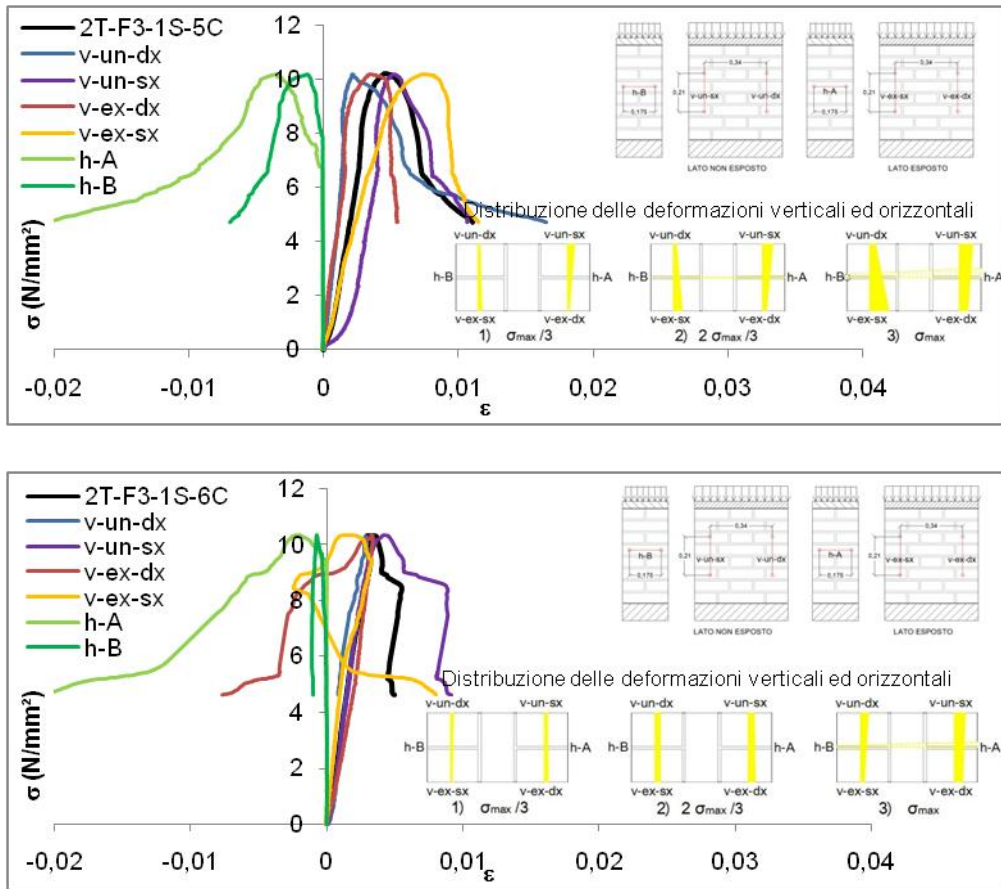 2T-F3-1S-5C
v-un-dx
v-un-sx
v-ex-dx
v-ex-sx
h-A
h-B
12
10
8
6
4
2
0
σ (N/mm²)
-0,02
-0,01
0
0,01
0,02
0,03
0,04
ε
h-B
0,175
0,34
0,21
v-un-sx
v-un-dx
LATO NON ESPOSTO
h-A
0,175
0,34
0,21
v-ex-sx
v-ex-dx
LATO ESPOSTO
Distribuzione delle deformazioni verticali ed orizzontali
v-un-dx v-un-sx v-un-dx v-un-sx v-un-dx v-un-sx
h-B h-A h-B h-A h-B h-A
v-ex-sx v-ex-dx v-ex-sx v-ex-dx v-ex-sx v-ex-dx
1) σmax /3 2) 2 σmax /3 3) σmax
2T-F3-1S-6C
v-un-dx
v-un-sx
v-ex-dx
v-ex-sx
h-A
h-B
12
10
8
6
4
2
0
σ (N/mm²)
-0,02
-0,01
0
0,01
0,02
0,03
0,04
ε
h-B
0,175
0,34
0,21
v-un-sx
v-un-dx
LATO NON ESPOSTO
h-A
0,175
0,34
0,21
v-ex-sx
v-ex-dx
LATO ESPOSTO
Distribuzione delle deformazioni verticali ed orizzontali
v-un-dx v-un-sx v-un-dx v-un-sx v-un-dx v-un-sx
h-B h-A h-B h-A h-B h-A
v-ex-sx v-ex-dx v-ex-sx v-ex-dx v-ex-sx v-ex-dx
1) σmax /3 2) 2 σmax /3 3) σmax